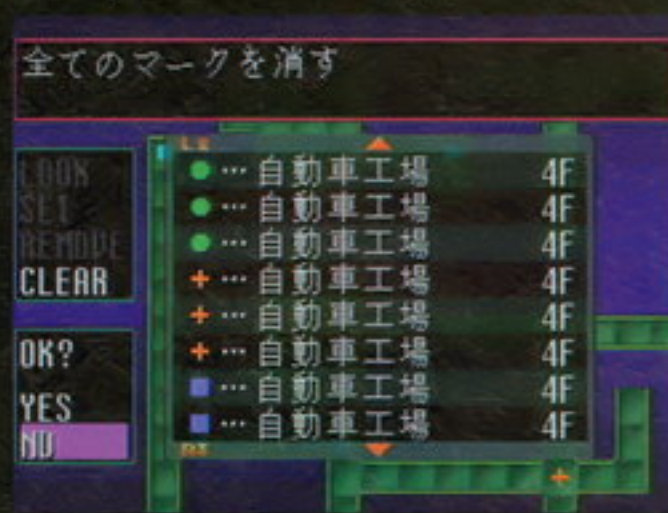 全てのマークを消す
LOOK
SET
REMOVE
CLEAR
OK?
YES
NO
L2
… 自動車工場 4F
… 自動車工場 4F
… 自動車工場 4F
… 自動車工場 4F
… 自動車工場 4F
… 自動車工場 4F
… 自動車工場 4F
… 自動車工場 4F
R2